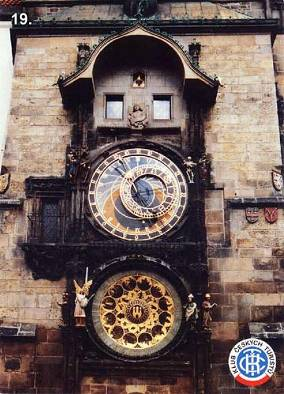 19.
KLUB ČESKÝCH TURISTŮ